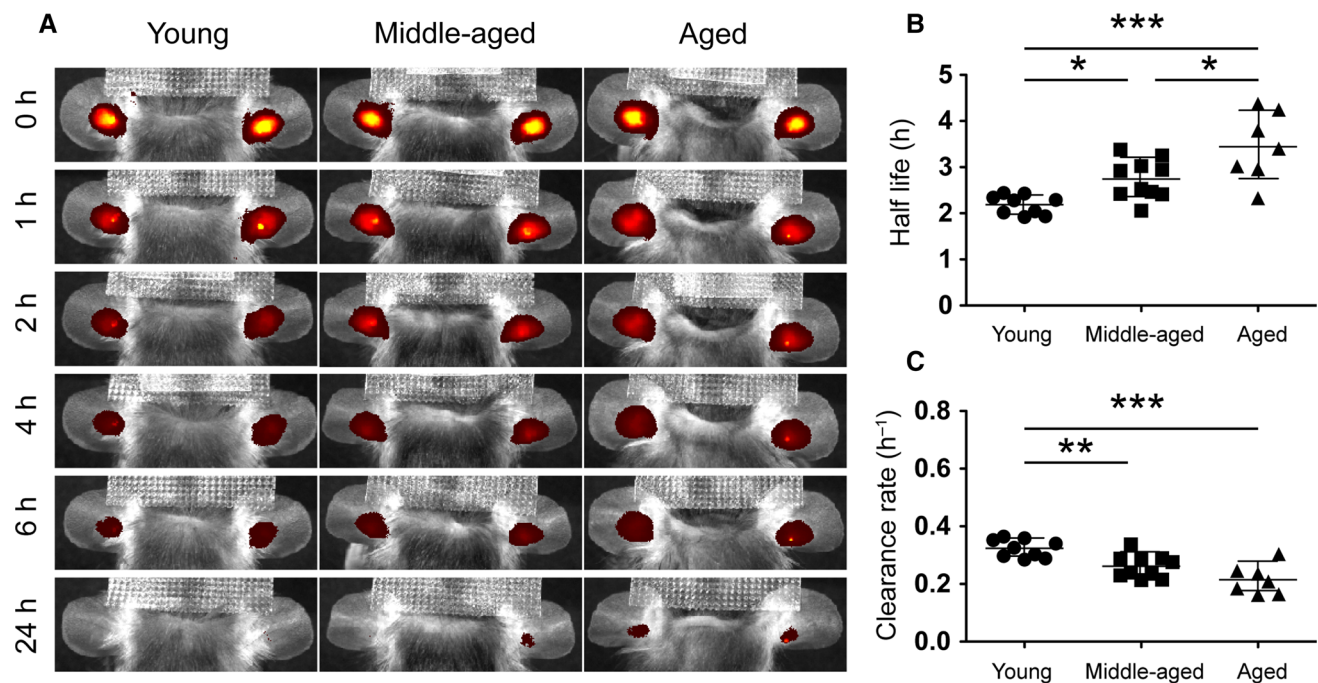 A
Young
Middle-aged
Aged
0 h
1 h
2 h
4 h
6 h
24 h
B
***
*
*
Half life (h)
5
4
3
2
1
0
Young
Middle-aged
Aged
C
***
**
Clearance rate (h⁻¹)
0.8
0.6
0.4
0.2
0.0
Young
Middle-aged
Aged